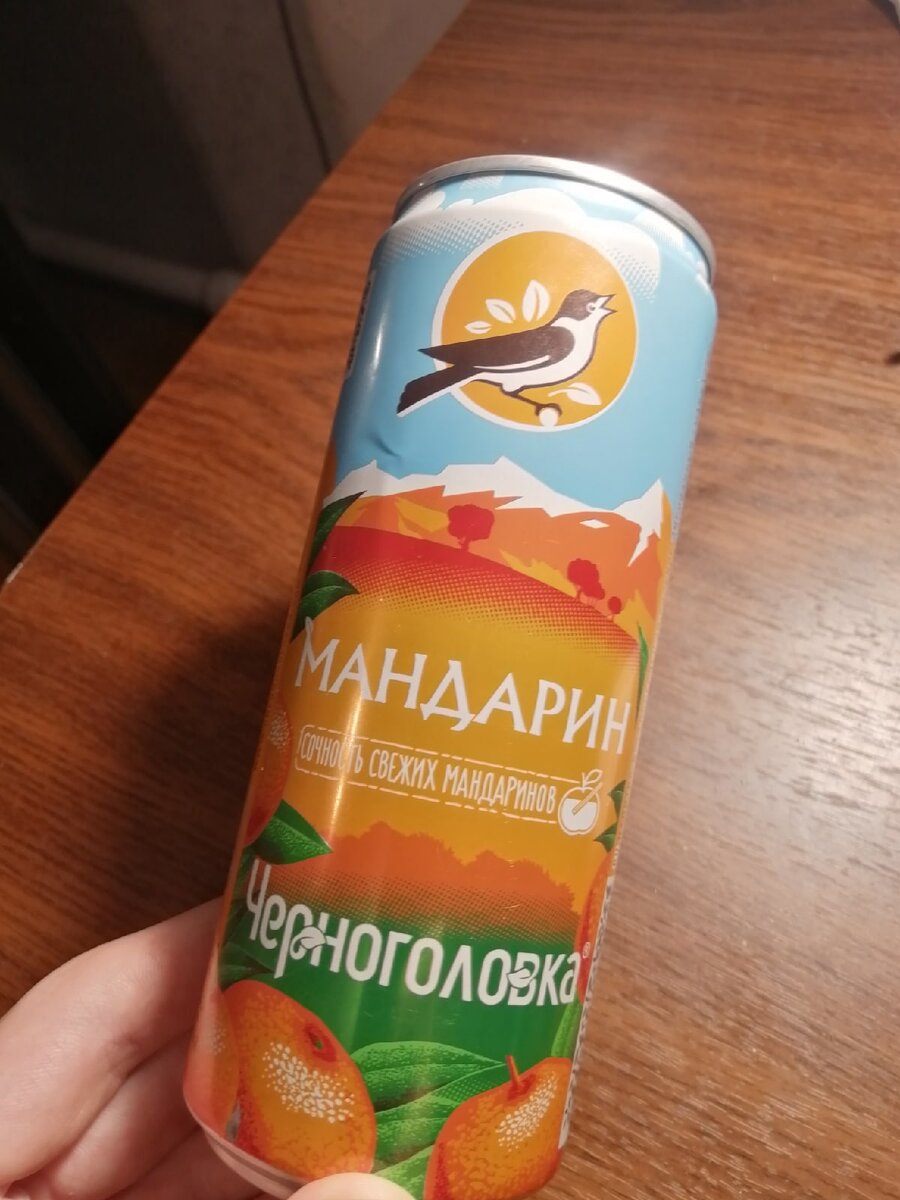 МАНДАРИН
СОЧНОСТЬ СВЕЖИХ МАНДАРИНОВ
Черноголовка®